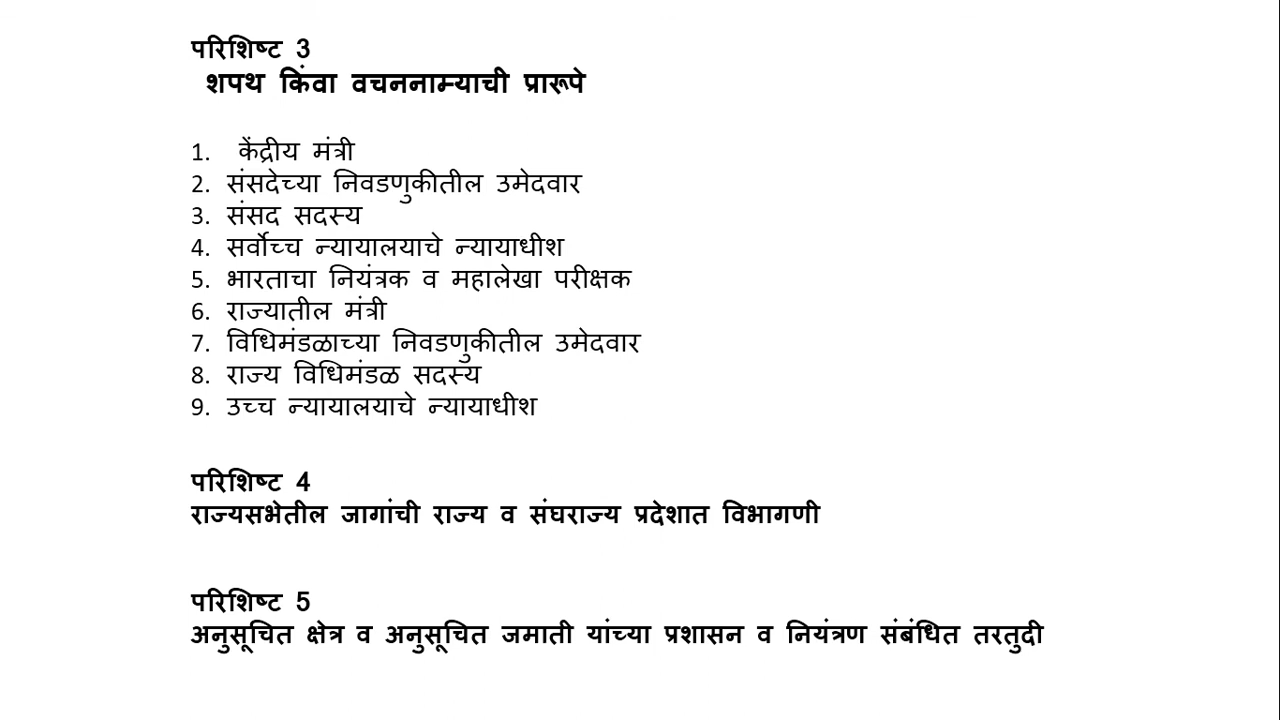 परिशिष्ट 3
शपथ किंवा वचननाम्याची प्रारूपे
1. केंद्रीय मंत्री
2. संसदेच्या निवडणुकीतील उमेदवार
3. संसद सदस्य
4. सर्वोच्च न्यायालयाचे न्यायाधीश
5. भारताचा नियंत्रक व महालेखा परीक्षक
6. राज्यातील मंत्री
7. विधिमंडळाच्या निवडणुकीतील उमेदवार
8. राज्य विधिमंडळ सदस्य
9. उच्च न्यायालयाचे न्यायाधीश
परिशिष्ट 4
राज्यसभेतील जागांची राज्य व संघराज्य प्रदेशात विभागणी
परिशिष्ट 5
अनुसूचित क्षेत्र व अनुसूचित जमाती यांच्या प्रशासन व नियंत्रण संबंधित तरतुदी